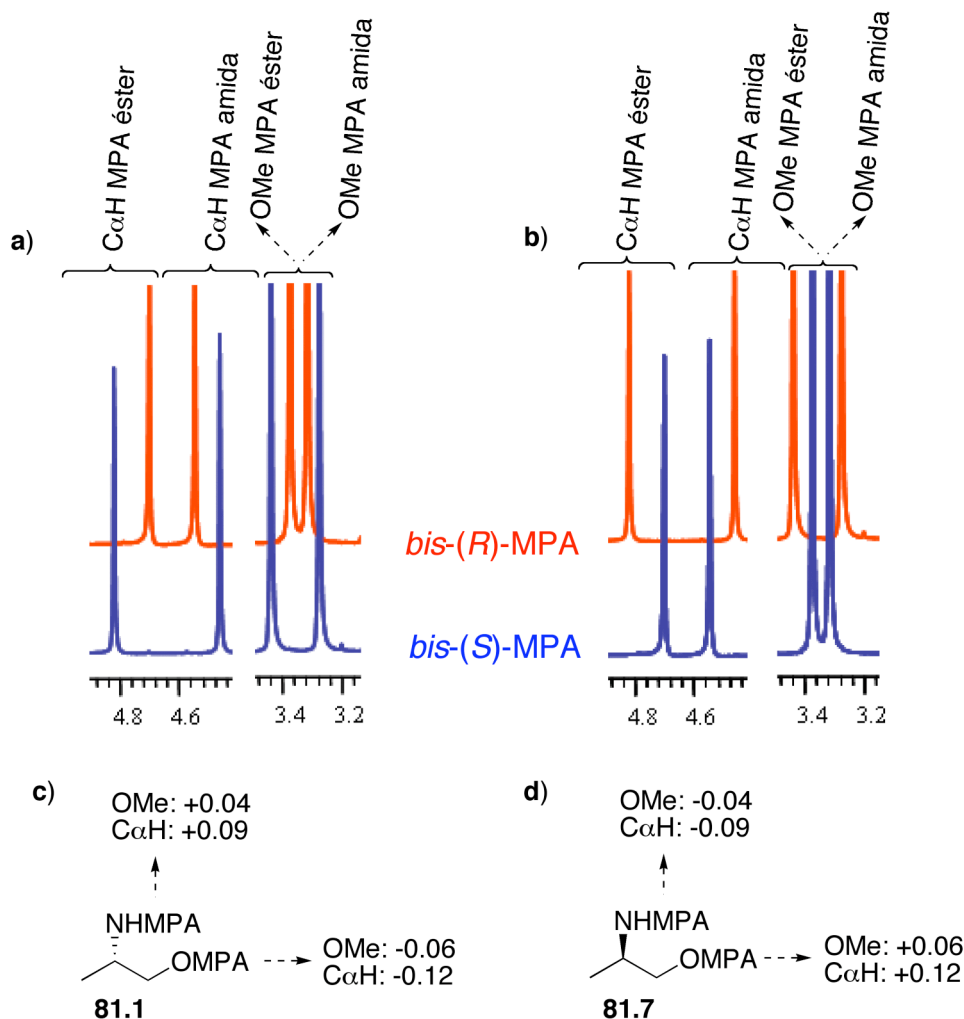 CαH MPA éster
CαH MPA amida
OMe MPA éster
OMe MPA amida
CαH MPA éster
CαH MPA amida
OMe MPA éster
OMe MPA amida
a)
b)
bis-(R)-MPA
bis-(S)-MPA
4.8 4.6 3.4 3.2
4.8 4.6 3.4 3.2
c)
OMe: +0.04
CαH: +0.09
NHMPA
OMPA
OMe: -0.06
CαH: -0.12
81.1
d)
OMe: -0.04
CαH: -0.09
NHMPA
OMPA
OMe: +0.06
CαH: +0.12
81.7